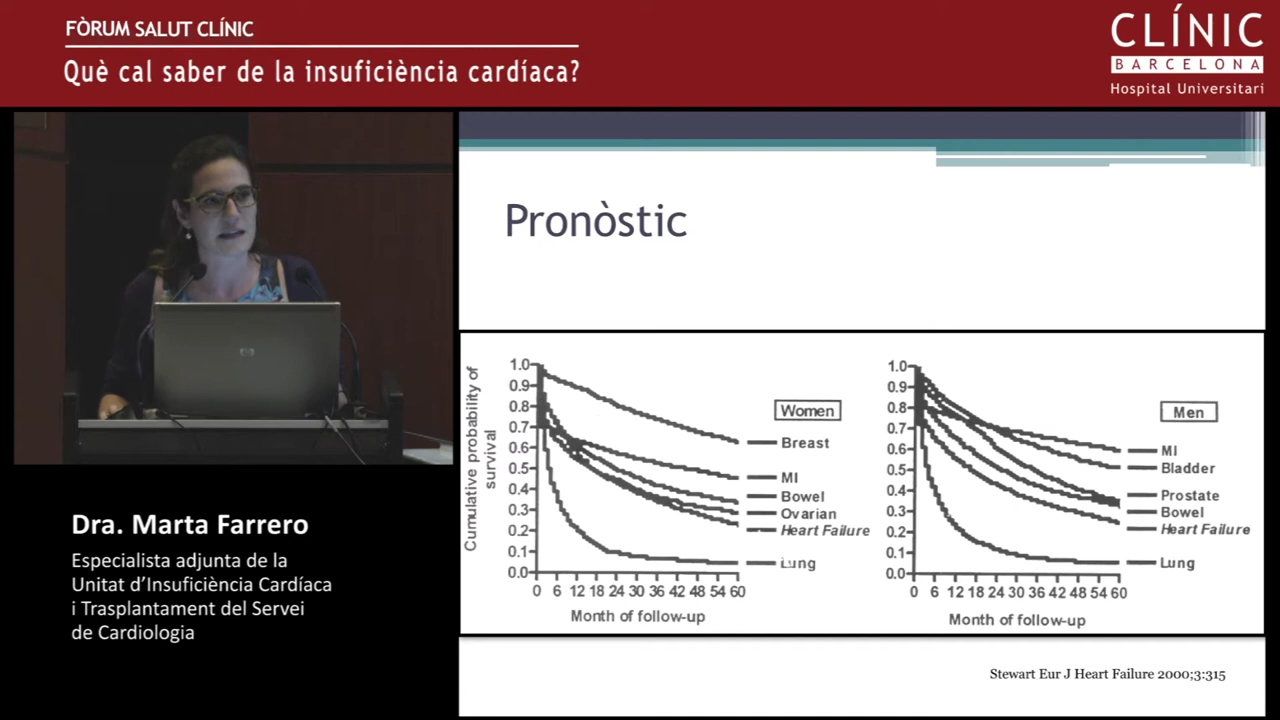 FÒRUM SALUT CLÍNIC
Què cal saber de la insuficiència cardíaca?
CLÍNIC
BARCELONA
Hospital Universitari
Pronòstic
Cumulative probability of
survival
1.0
0.9
0.8
0.7
0.6
0.5
0.4
0.3
0.2
0.1
0.0
0 6 12 18 24 30 36 42 48 54 60
Month of follow-up
Women
Breast
MI
Bowel
Ovarian
Heart Failure
Lung
1.0
0.9
0.8
0.7
0.6
0.5
0.4
0.3
0.2
0.1
0.0
0 6 12 18 24 30 36 42 48 54 60
Month of follow-up
Men
MI
Bladder
Prostate
Bowel
Heart Failure
Lung
Stewart Eur J Heart Failure 2000;3:315
Dra. Marta Farrero
Especialista adjunta de la
Unitat d'Insuficiència Cardíaca
i Trasplantament del Servei
de Cardiologia
hp